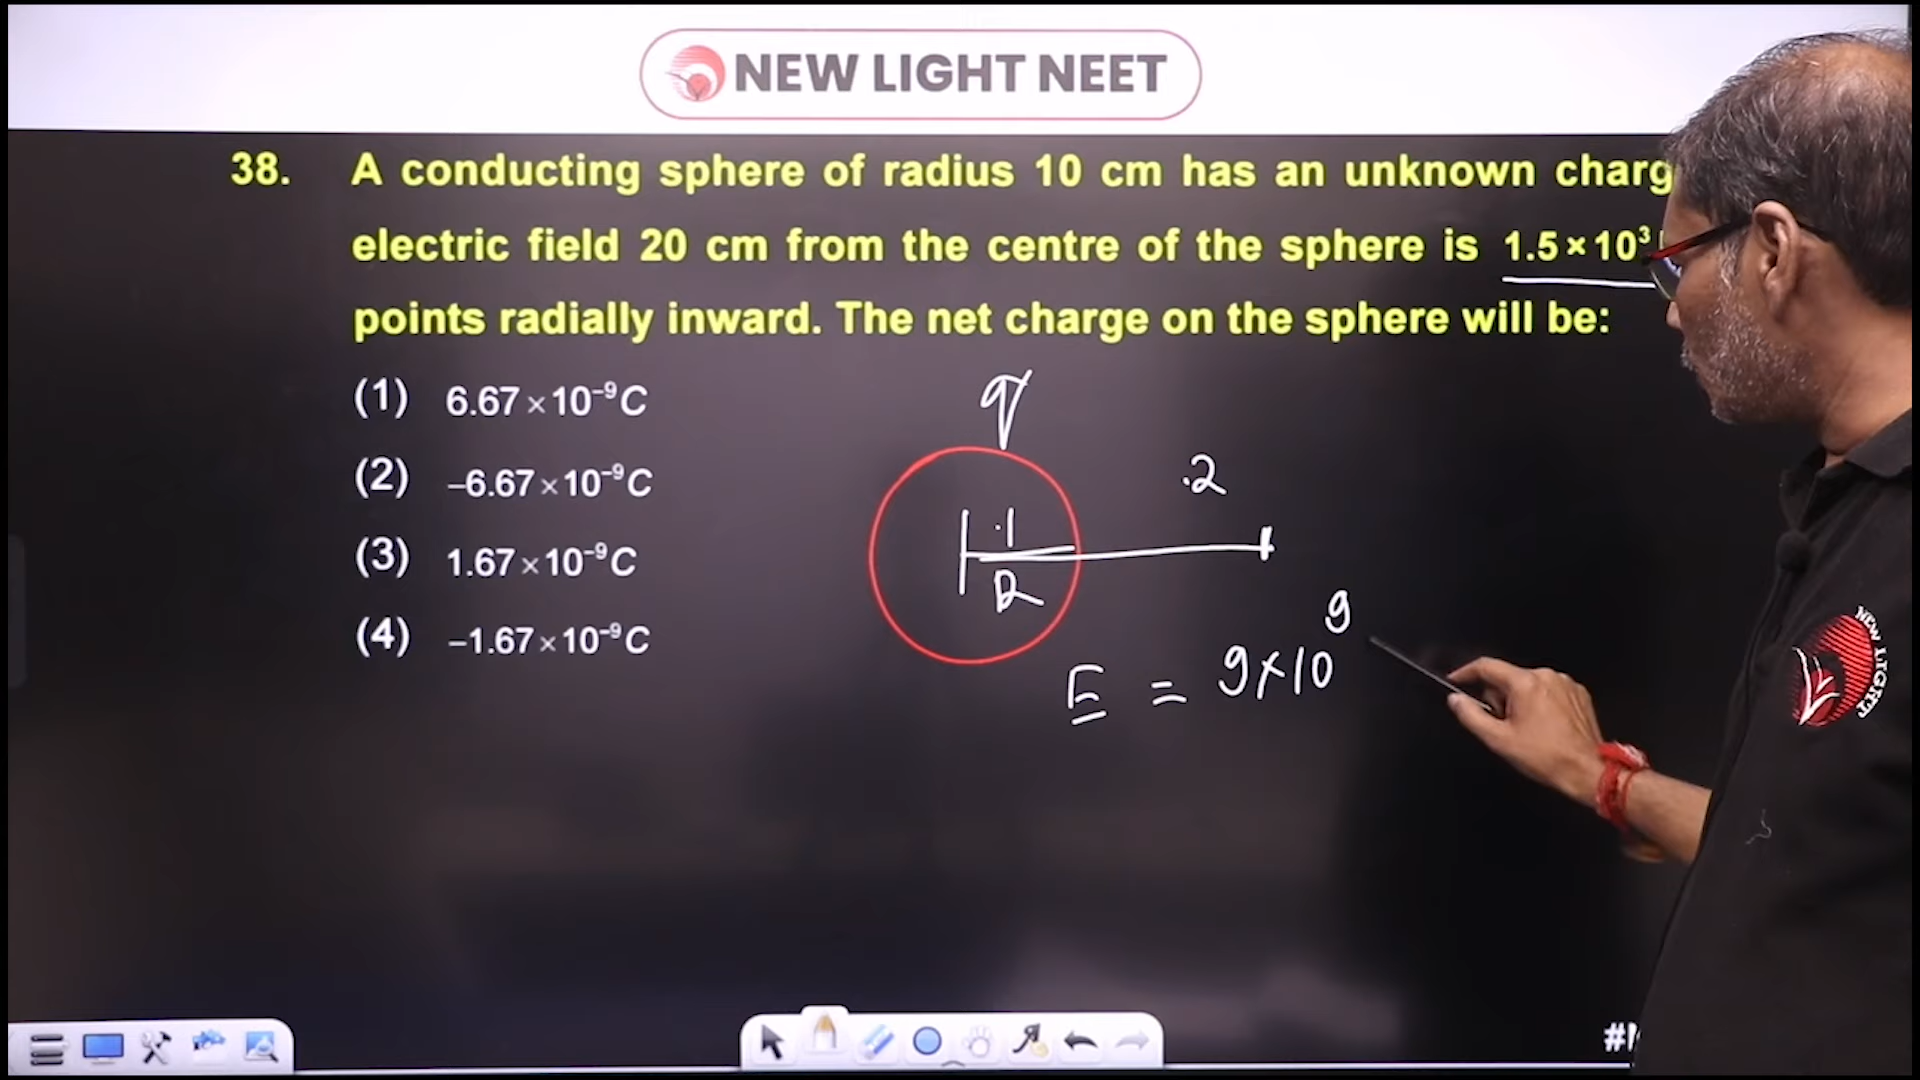 NEW LIGHT NEET
38. A conducting sphere of radius 10 cm has an unknown
electric field 20 cm from the centre of the sphere is 1.5×10³
points radially inward. The net charge on the sphere will be:
(1) 6.67×10⁻⁹C
(2) –6.67×10⁻⁹C
(3) 1.67×10⁻⁹C
(4) –1.67×10⁻⁹C
q
.2
.1
R
E = 9×10⁹
NEW LIGHT